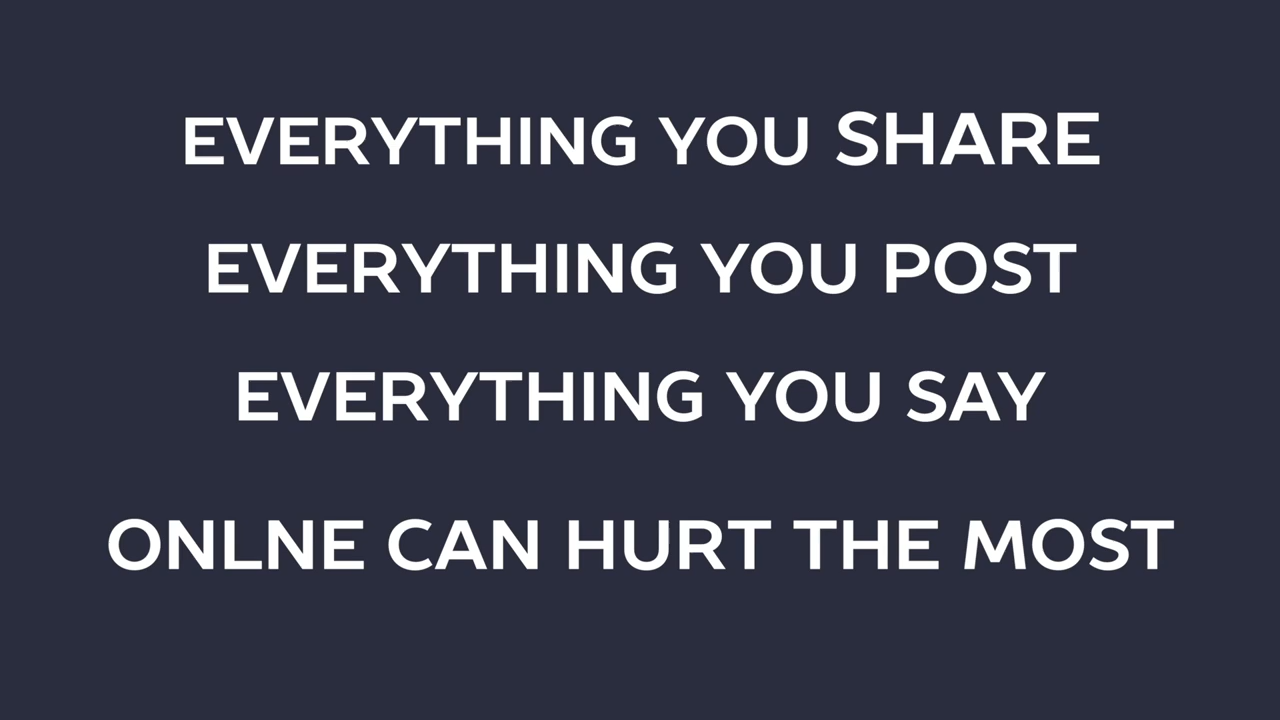 EVERYTHING YOU SHARE
EVERYTHING YOU POST
EVERYTHING YOU SAY
ONLNE CAN HURT THE MOST